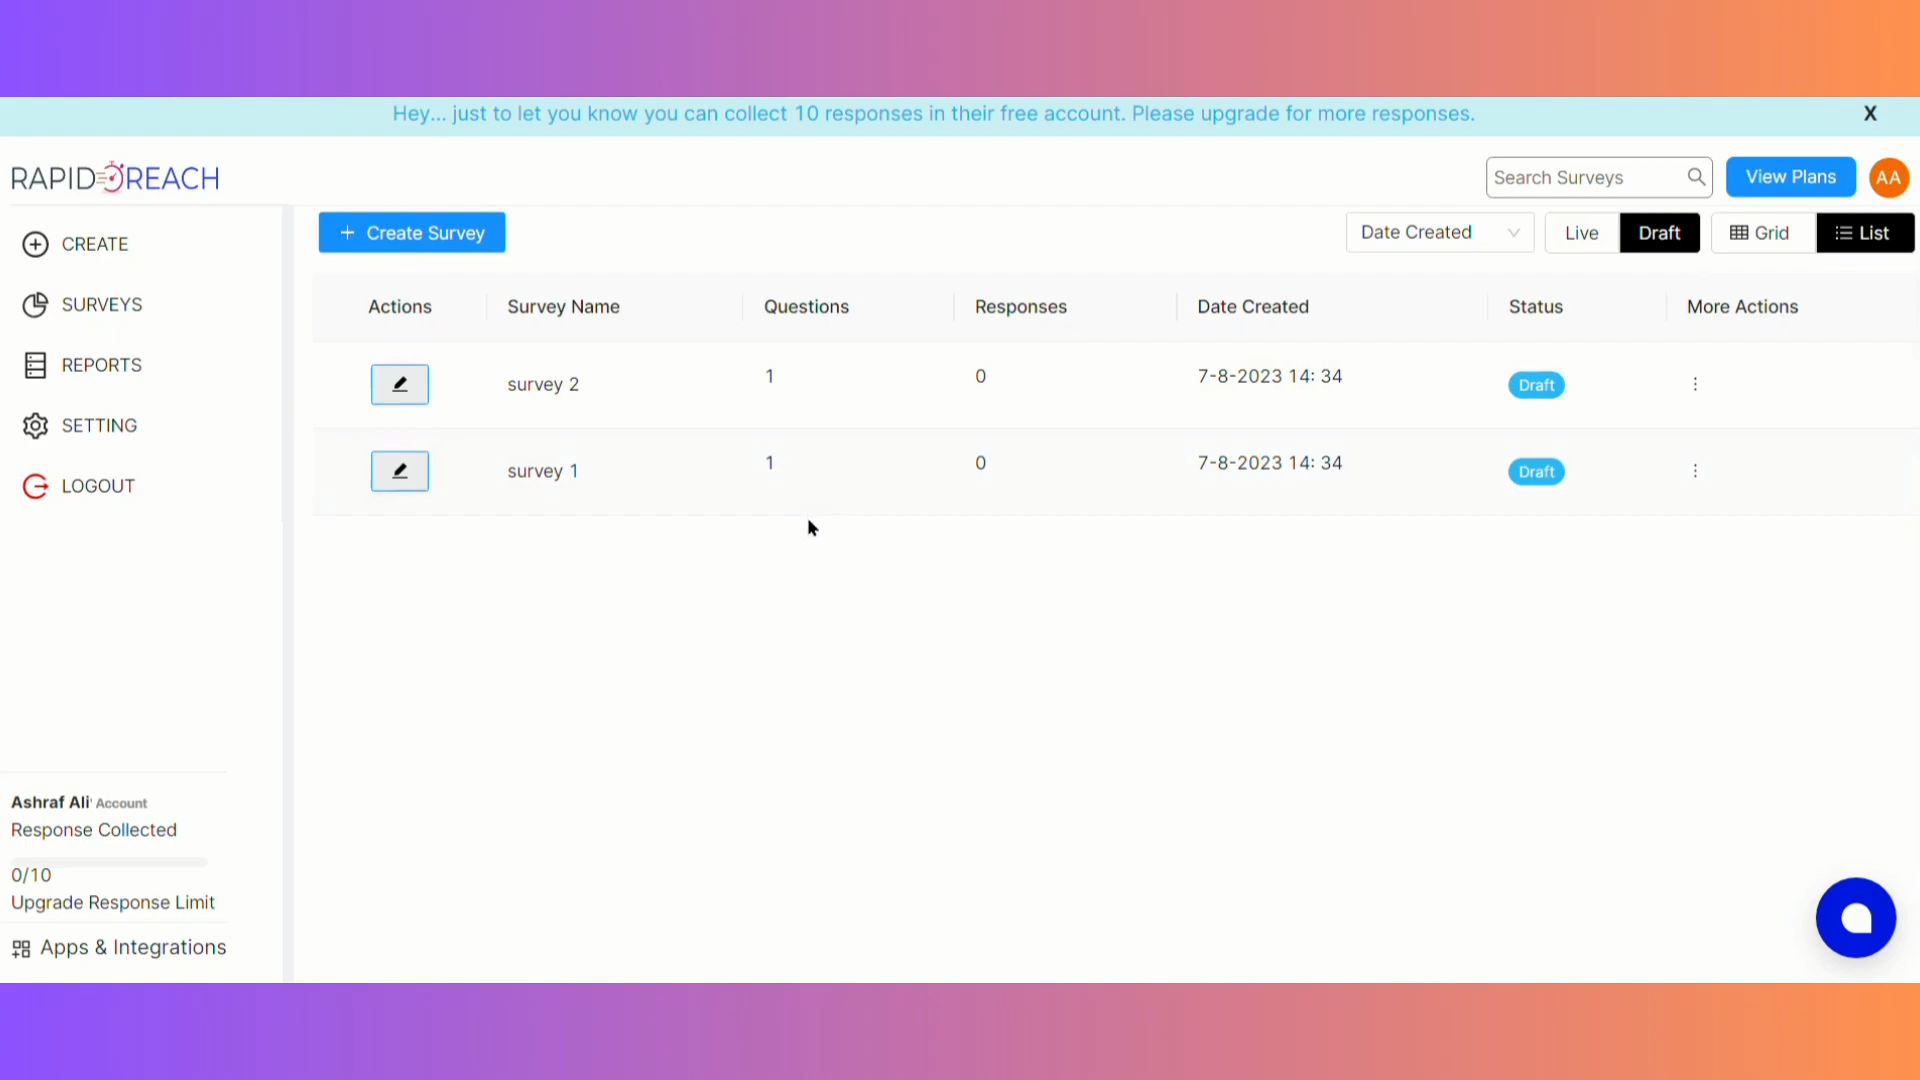 Hey... just to let you know you can collect 10 responses in their free account. Please upgrade for more responses. X
RAPID REACH
Search Surveys
View Plans
AA
CREATE
SURVEYS
REPORTS
SETTING
LOGOUT
+ Create Survey
Date Created
Live
Draft
Grid
List
Actions Survey Name Questions Responses Date Created Status More Actions
survey 2 1 0 7-8-2023 14: 34 Draft
survey 1 1 0 7-8-2023 14: 34 Draft
Ashraf Ali' Account
Response Collected
0/10
Upgrade Response Limit
Apps & Integrations